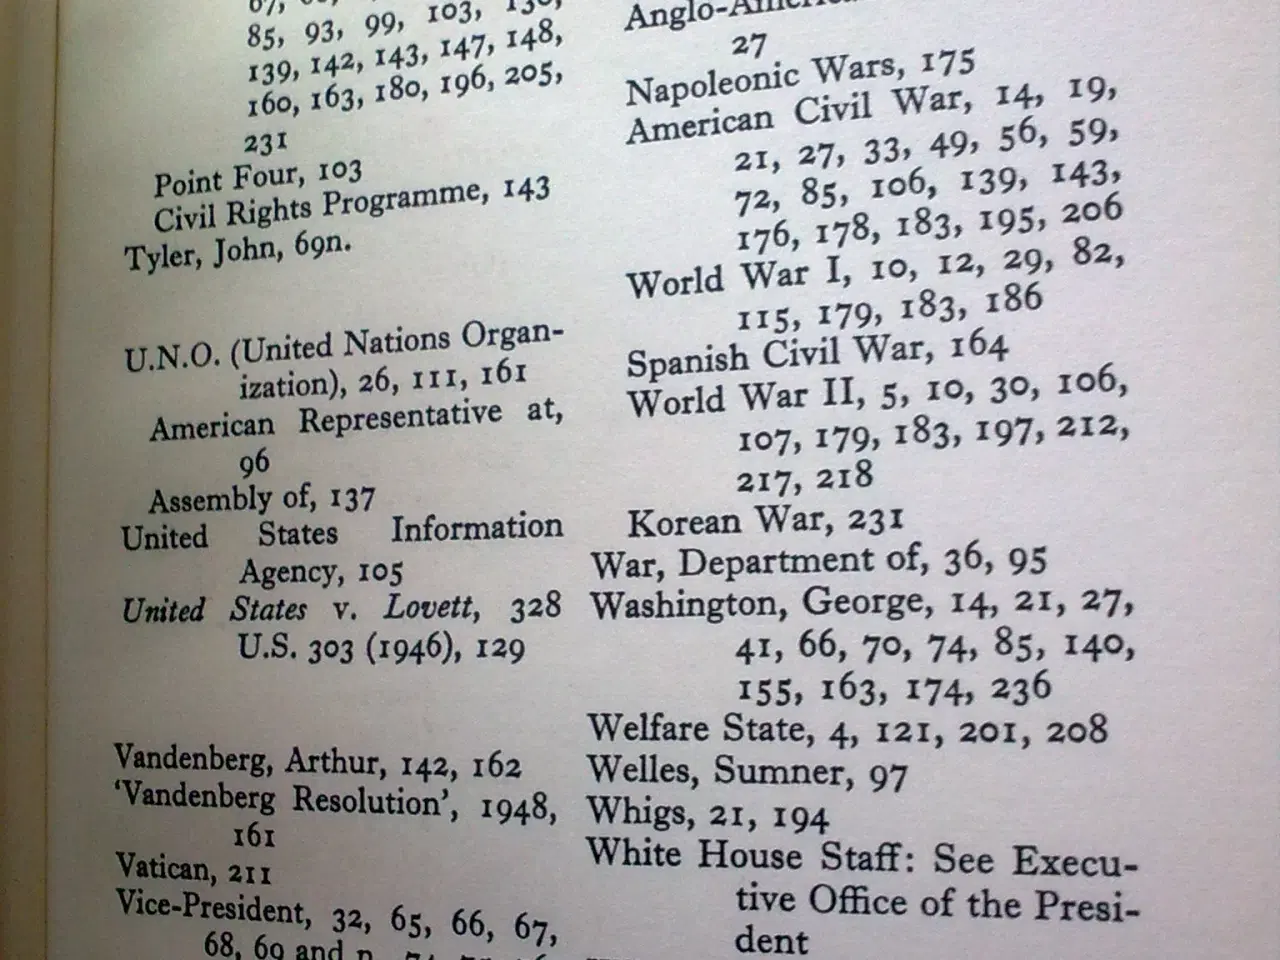 85, 93, 99, 103,
139, 142, 143, 147, 148,
160, 163, 180, 196, 205,
231
Point Four, 103
Civil Rights Programme, 143
Tyler, John, 69n.
U.N.O. (United Nations Organ-
ization), 26, 111, 161
American Representative at,
96
Assembly of, 137
United States Information
Agency, 105
United States v. Lovett, 328
U.S. 303 (1946), 129
Vandenberg, Arthur, 142, 162
‘Vandenberg Resolution’, 1948,
161
Vatican, 211
Vice-President, 32, 65, 66, 67,
68, 69 and n.
27
Napoleonic Wars, 175
American Civil War, 14, 19,
21, 27, 33, 49, 56, 59,
72, 85, 106, 139, 143,
176, 178, 183, 195, 206
World War I, 10, 12, 29, 82,
115, 179, 183, 186
Spanish Civil War, 164
World War II, 5, 10, 30, 106,
107, 179, 183, 197, 212,
217, 218
Korean War, 231
War, Department of, 36, 95
Washington, George, 14, 21, 27,
41, 66, 70, 74, 85, 140,
155, 163, 174, 236
Welfare State, 4, 121, 201, 208
Welles, Sumner, 97
Whigs, 21, 194
White House Staff: See Execu-
tive Office of the Presi-
dent